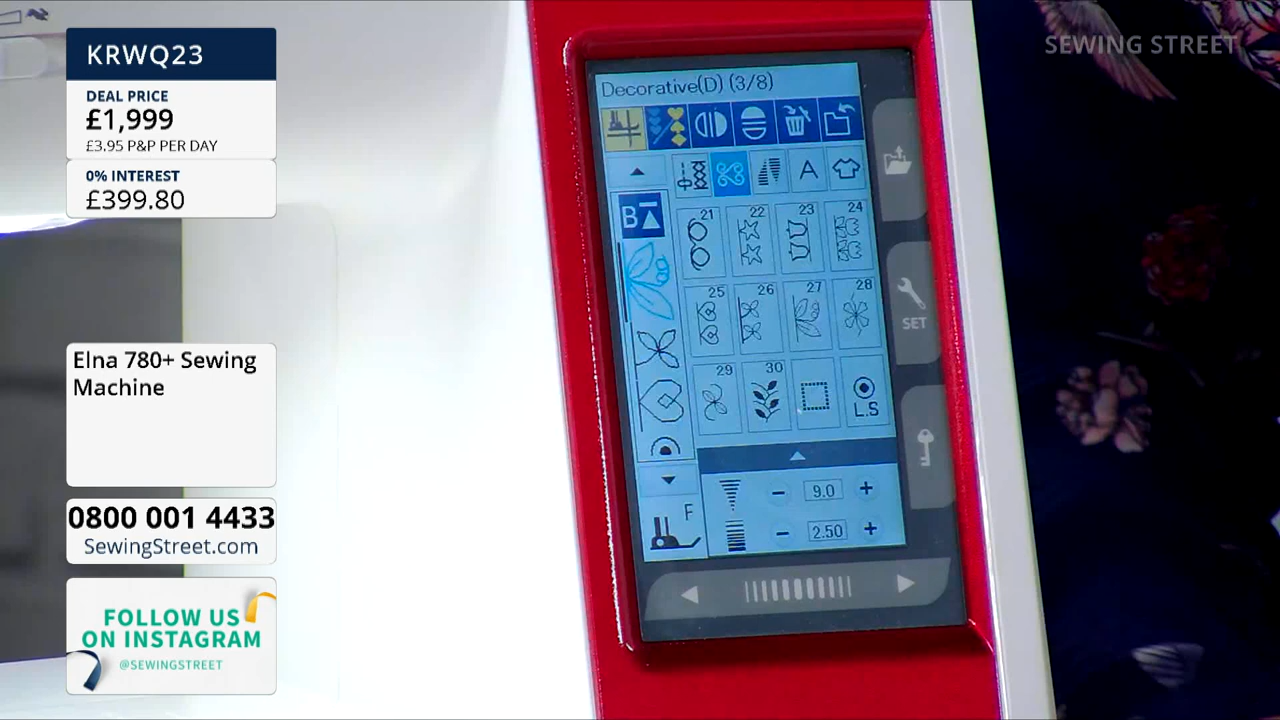 KRWQ23
DEAL PRICE
£1,999
£3.95 P&P PER DAY
0% INTEREST
£399.80
Elna 780+ Sewing
Machine
0800 001 4433
SewingStreet.com
FOLLOW US
ON INSTAGRAM
@SEWINGSTREET
SEWING STREET
Decorative(D) (3/8)
A
B
21 22 23 24
25 26 27 28
29 30
L.S
F
- 9.0 +
- 2.50 +
SET